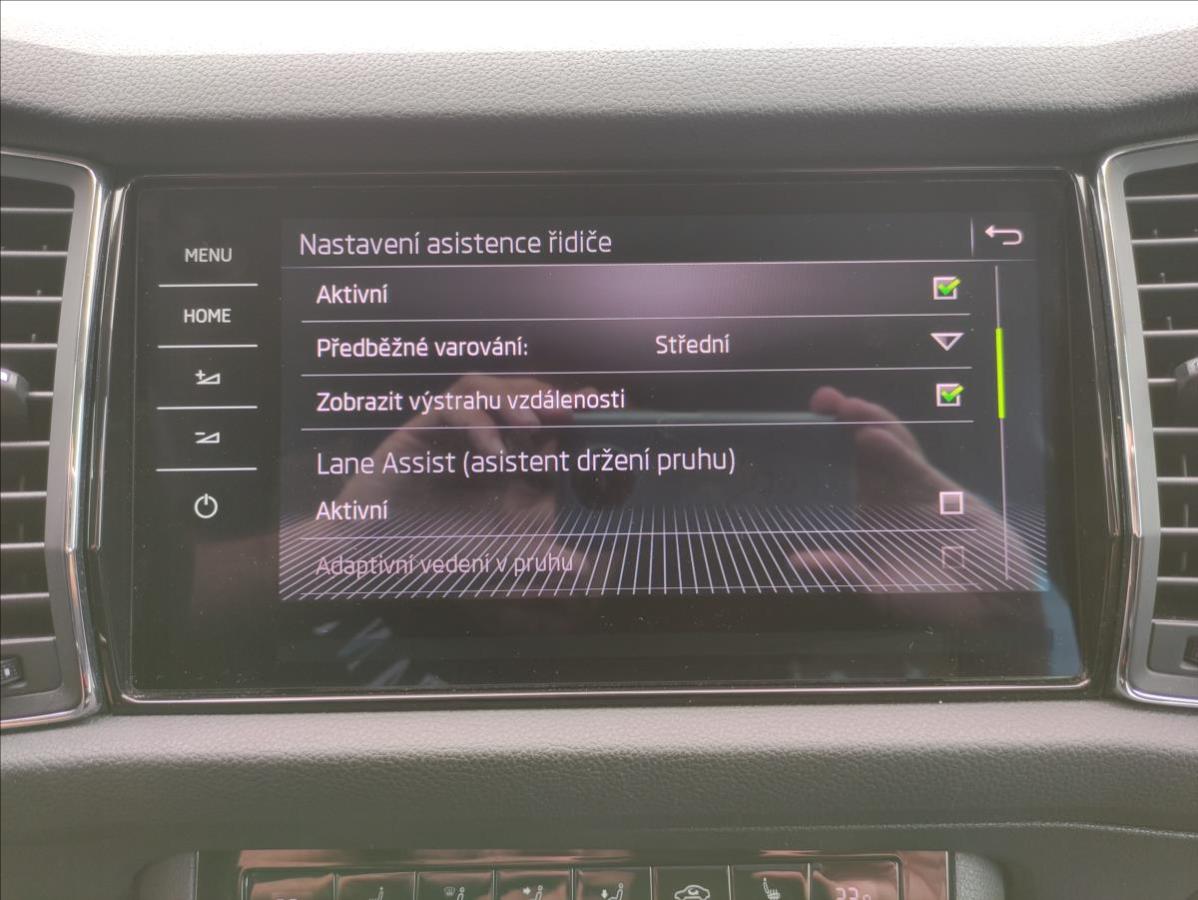 MENU
HOME
Nastavení asistence řidiče
Aktivní
Předběžné varování: Střední
Zobrazit výstrahu vzdálenosti
Lane Assist (asistent držení pruhu)
Aktivní
Adaptivní vedení v pruhu